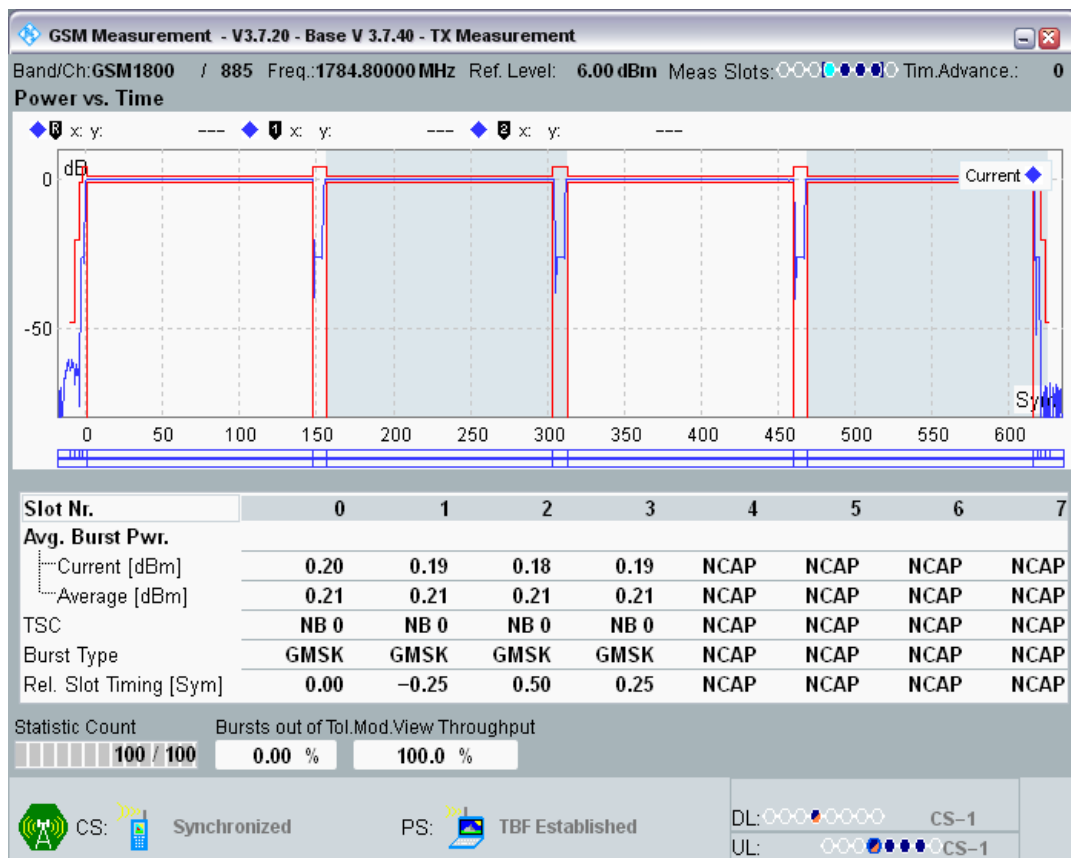 GSM Measurement - V3.7.20 - Base V 3.7.40 - TX Measurement
Band/Ch:GSM1800 / 885 Freq.:1784.80000 MHz Ref. Level: 6.00 dBm Meas Slots: Tim.Advance.: 0
Power vs. Time
R x: y: --- 1 x: y: --- 2 x: y: ---
dB
Current
0
-50
Sym
0 50 100 150 200 250 300 350 400 450 500 550 600
Slot Nr. 0 1 2 3 4 5 6 7
Avg. Burst Pwr.
Current [dBm] 0.20 0.19 0.18 0.19 NCAP NCAP NCAP NCAP
Average [dBm] 0.21 0.21 0.21 0.21 NCAP NCAP NCAP NCAP
TSC NB 0 NB 0 NB 0 NB 0 NCAP NCAP NCAP NCAP
Burst Type GMSK GMSK GMSK GMSK NCAP NCAP NCAP NCAP
Rel. Slot Timing [Sym] 0.00 −0.25 0.50 0.25 NCAP NCAP NCAP NCAP
Statistic Count Bursts out of Tol.Mod.View Throughput
100 / 100 0.00 % 100.0 %
CS: Synchronized PS: TBF Established
DL: CS−1
UL: CS−1